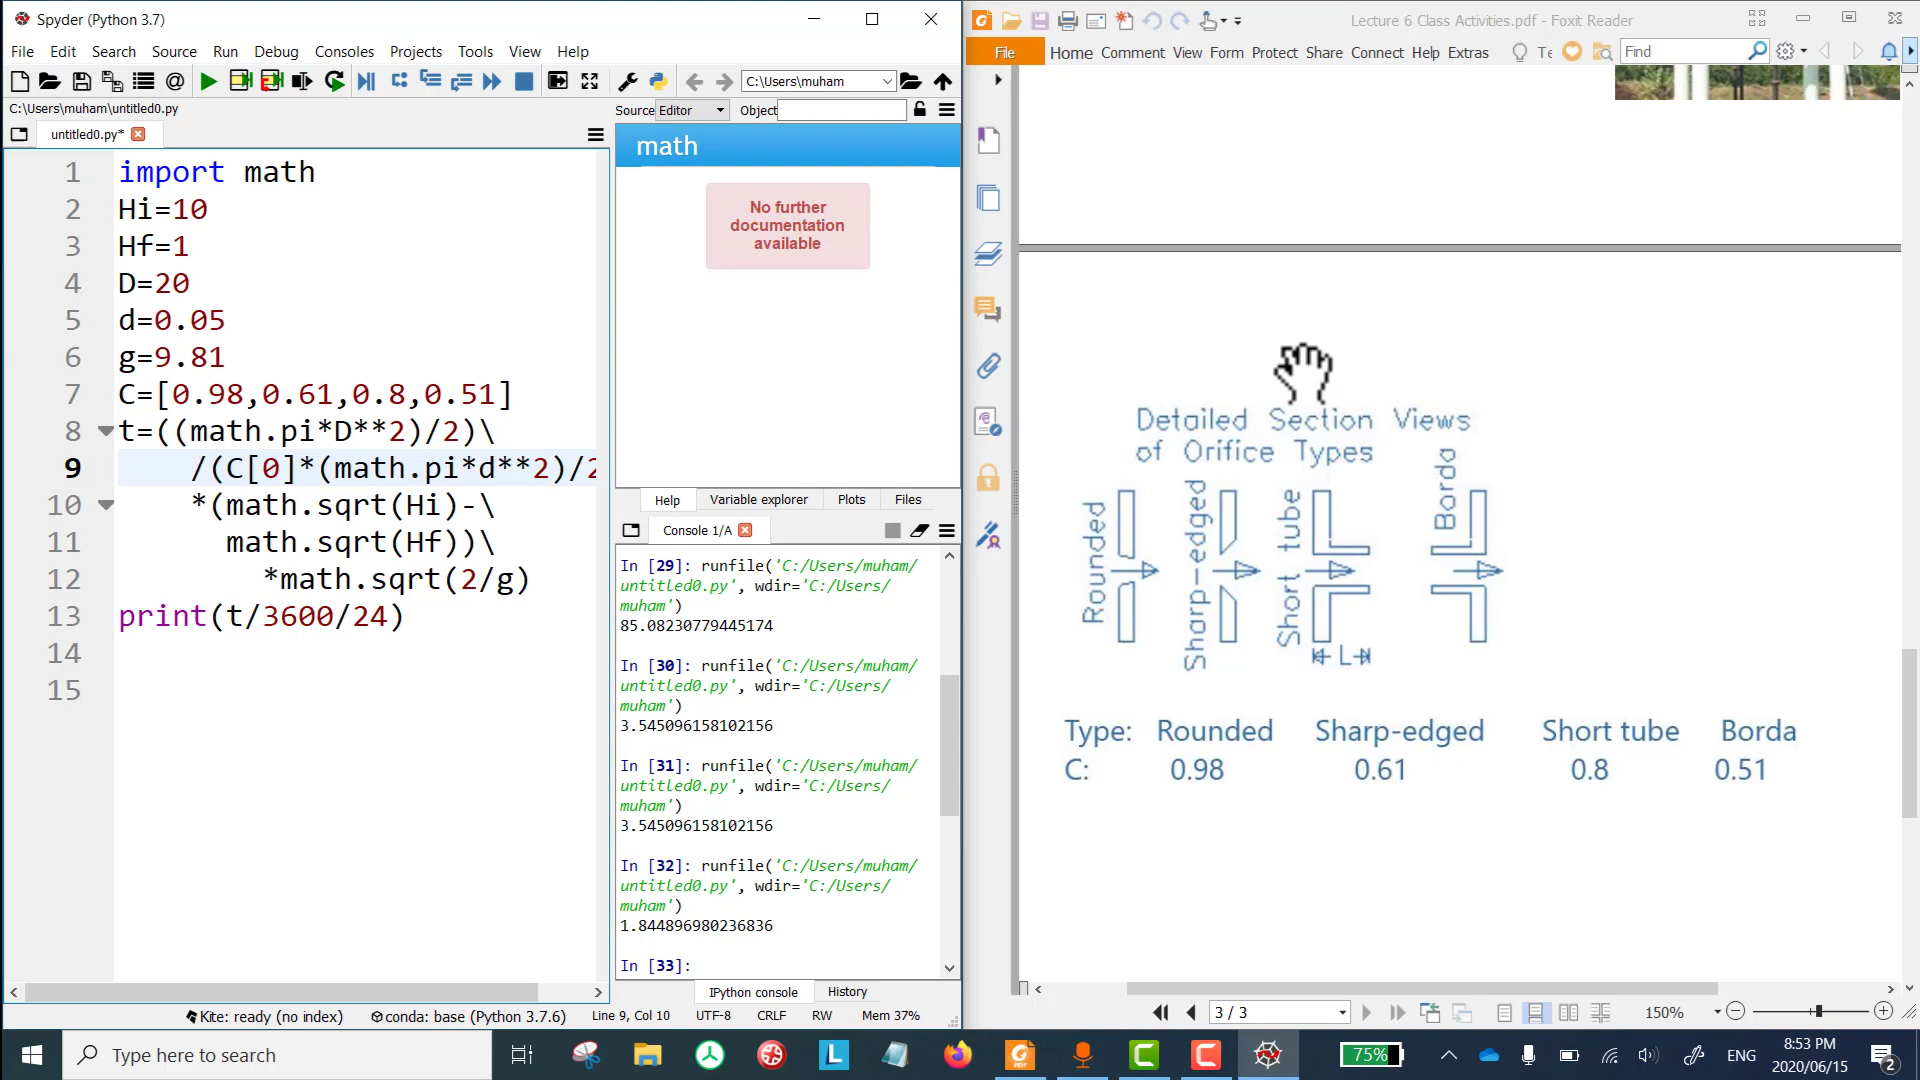 Spyder (Python 3.7)
File Edit Search Source Run Debug Consoles Projects Tools View Help
C:\Users\muham
C:\Users\muham\untitled0.py
untitled0.py*
1 import math
2 Hi=10
3 Hf=1
4 D=20
5 d=0.05
6 g=9.81
7 C=[0.98,0.61,0.8,0.51]
8 t=((math.pi*D**2)/2)\
9 /(C[0]*(math.pi*d**2)/2
10 *(math.sqrt(Hi)-\
11 math.sqrt(Hf))\
12 *math.sqrt(2/g)
13 print(t/3600/24)
14
15
Source Editor Object
math
No further
documentation
available
Help Variable explorer Plots Files
Console 1/A
In [29]: runfile('C:/Users/muham/
untitled0.py', wdir='C:/Users/
muham')
85.08230779445174
In [30]: runfile('C:/Users/muham/
untitled0.py', wdir='C:/Users/
muham')
3.545096158102156
In [31]: runfile('C:/Users/muham/
untitled0.py', wdir='C:/Users/
muham')
3.545096158102156
In [32]: runfile('C:/Users/muham/
untitled0.py', wdir='C:/Users/
muham')
1.844896980236836
In [33]:
IPython console History
Kite: ready (no index) conda: base (Python 3.7.6) Line 9, Col 10 UTF-8 CRLF RW Mem 37%
Lecture 6 Class Activities.pdf - Foxit Reader
File Home Comment View Form Protect Share Connect Help Extras Te Find
Detailed Section Views
of Orifice Types
Rounded
Sharp-edged
Short tube
Borda
L
Type: Rounded Sharp-edged Short tube Borda
C: 0.98 0.61 0.8 0.51
3 / 3
150%
Type here to search
75%
ENG
8:53 PM
2020/06/15
2